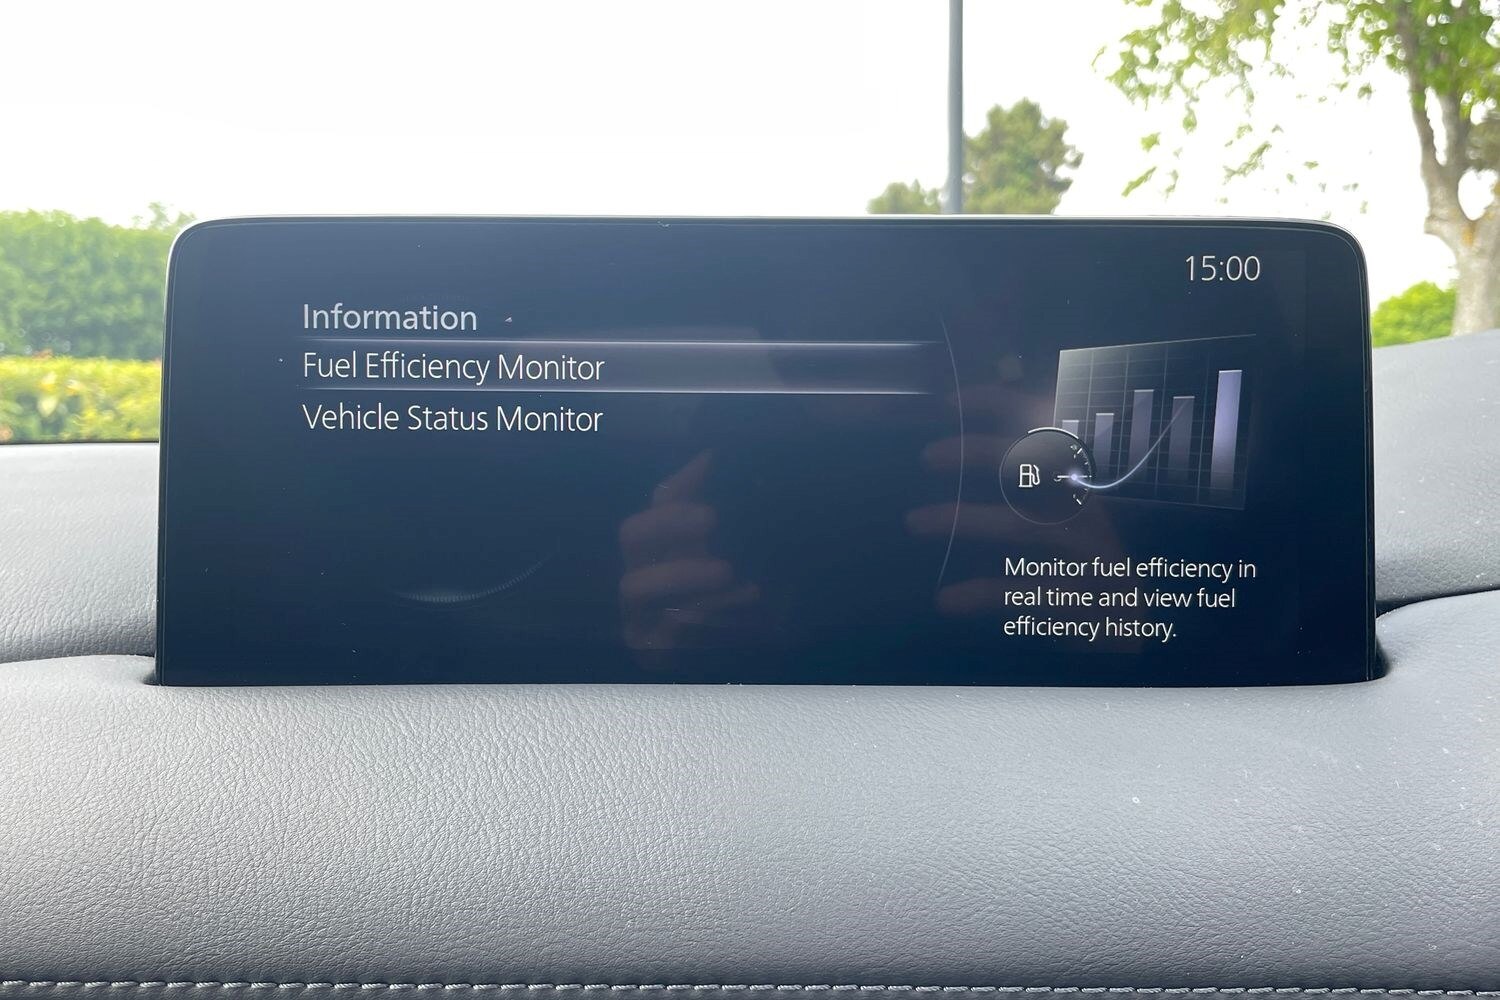 15:00
Information
Fuel Efficiency Monitor
Vehicle Status Monitor
Monitor fuel efficiency in
real time and view fuel
efficiency history.